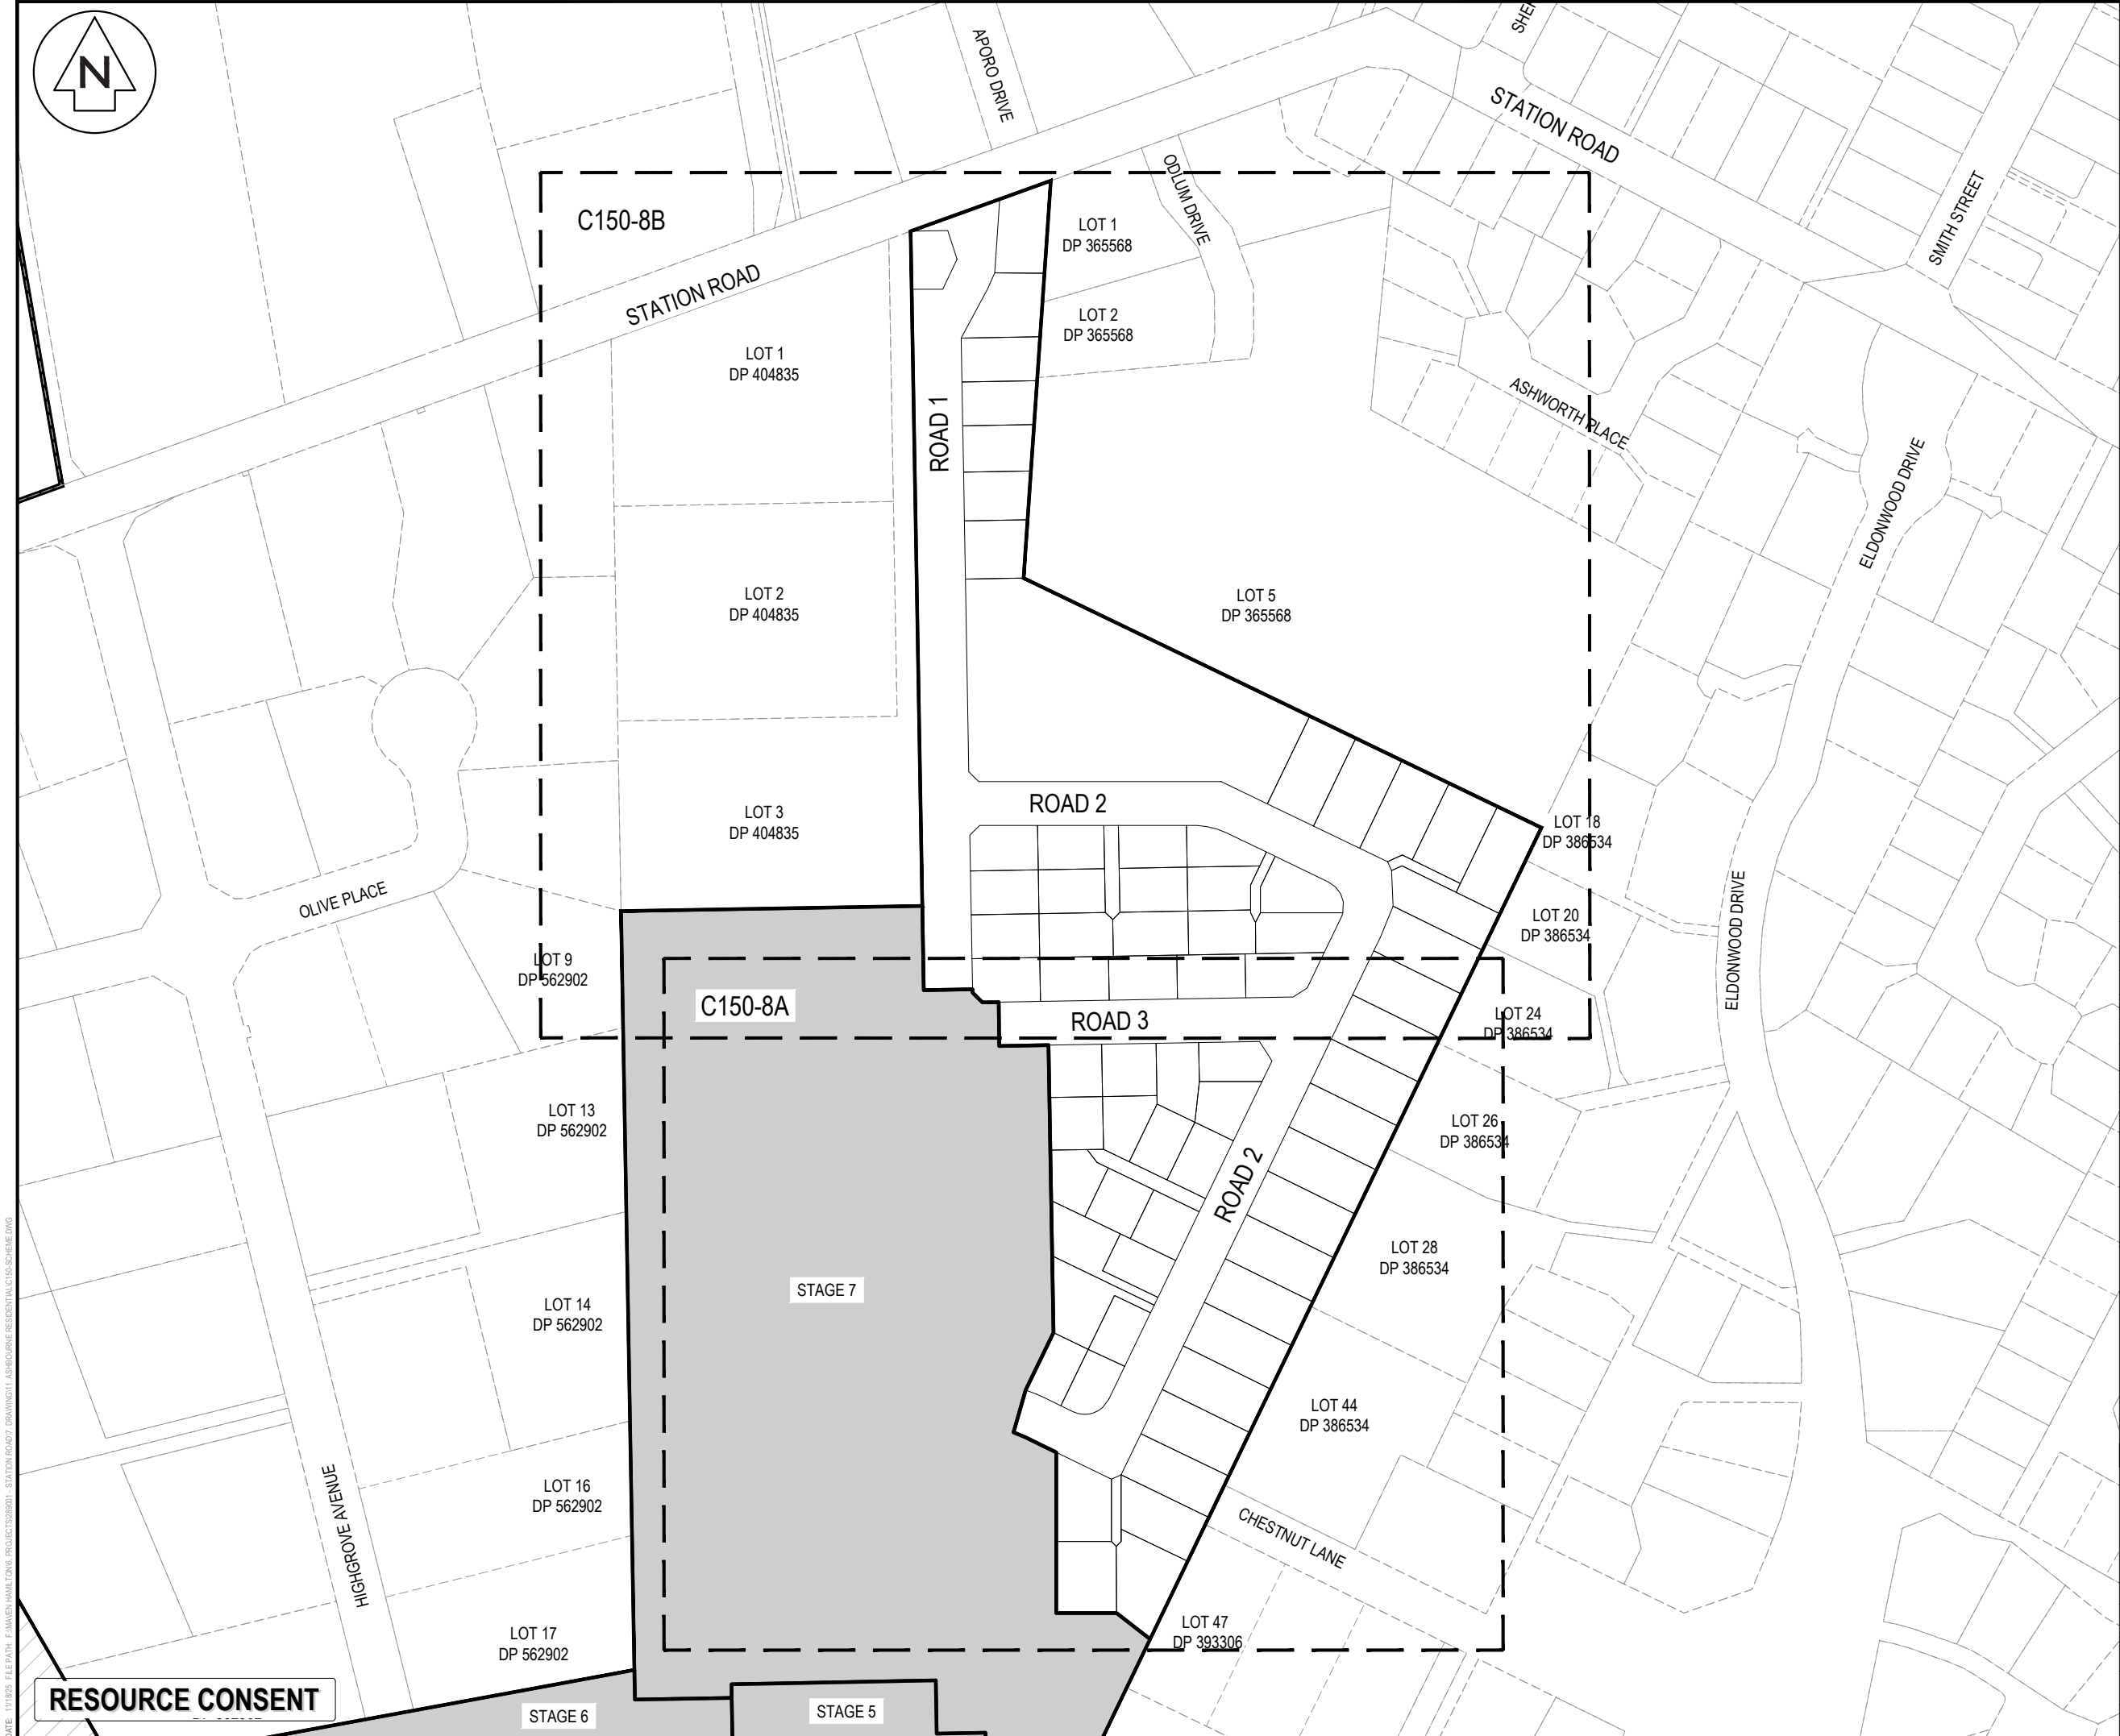 N
APORO DRIVE
STATION ROAD
ODLUM DRIVE
SMITH STREET
C150-8B
STATION ROAD
LOT 1
DP 365568
LOT 2
DP 365568
LOT 1
DP 404835
ASHWORTH PLACE
ROAD 1
ELDONWOOD DRIVE
LOT 2
DP 404835
LOT 5
DP 365568
LOT 3
DP 404835
ROAD 2
LOT 18
DP 386534
OLIVE PLACE
LOT 20
DP 386534
ELDONWOOD DRIVE
LOT 9
DP 562902
C150-8A
ROAD 3
LOT 24
DP 386534
LOT 13
DP 562902
LOT 26
DP 386534
ROAD 2
LOT 28
DP 386534
STAGE 7
LOT 14
DP 562902
LOT 44
DP 386534
LOT 16
DP 562902
HIGHGROVE AVENUE
CHESTNUT LANE
LOT 17
DP 562902
LOT 47
DP 393306
RESOURCE CONSENT
STAGE 6
STAGE 5